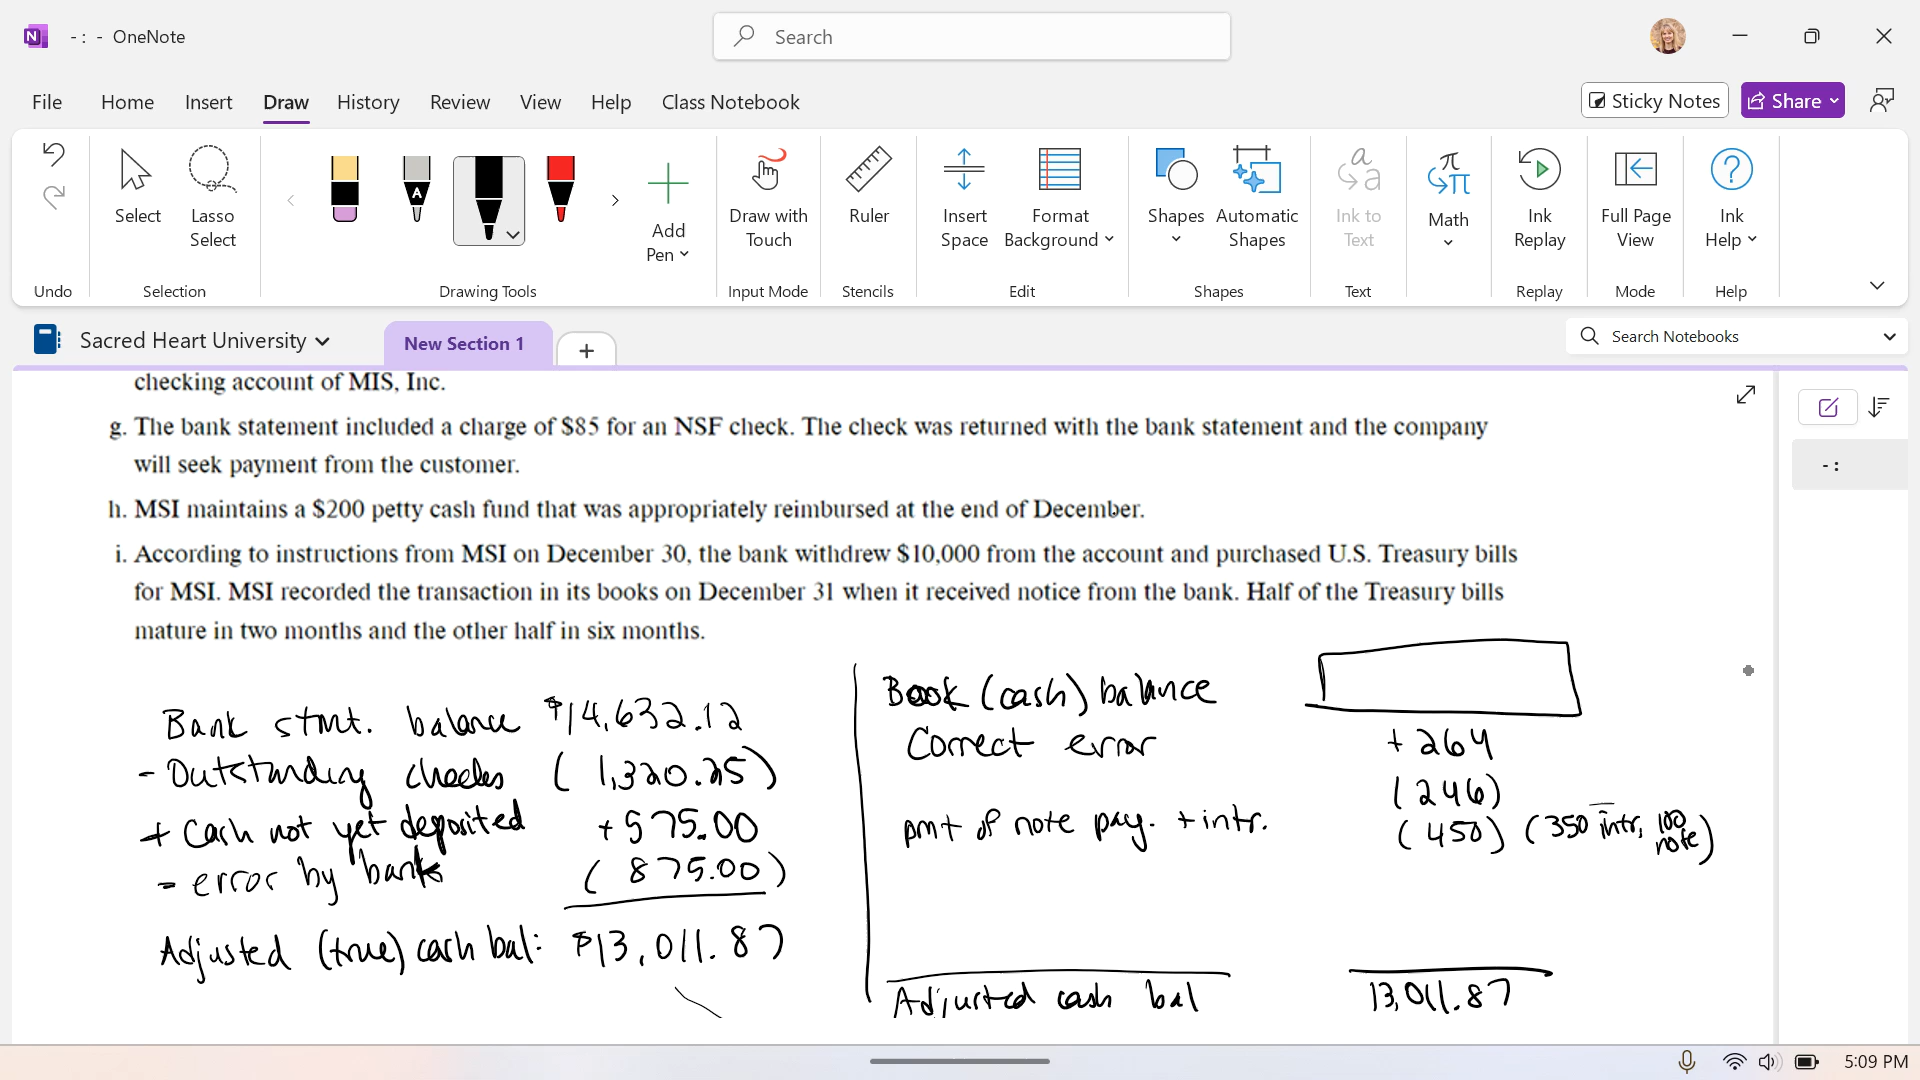 - : - OneNote
Search
File Home Insert Draw History Review View Help Class Notebook
Sticky Notes Share
Select
Lasso Select
A
Add Pen
Draw with Touch
Ruler
Insert Space
Format Background
Shapes
Automatic Shapes
Ink to Text
Math
Ink Replay
Full Page View
Ink Help
Undo Selection Drawing Tools Input Mode Stencils Edit Shapes Text Replay Mode Help
Sacred Heart University New Section 1 + Search Notebooks
checking account of MIS, Inc.
g. The bank statement included a charge of $85 for an NSF check. The check was returned with the bank statement and the company
will seek payment from the customer.
h. MSI maintains a $200 petty cash fund that was appropriately reimbursed at the end of December.
i. According to instructions from MSI on December 30, the bank withdrew $10,000 from the account and purchased U.S. Treasury bills
for MSI. MSI recorded the transaction in its books on December 31 when it received notice from the bank. Half of the Treasury bills
mature in two months and the other half in six months.
- :
Bank stmt. balance $14,632.12
- Outstanding checks (1,320.25)
+ Cash not yet deposited +575.00
- error by bank (875.00)
Adjusted (true) cash bal: $13,011.87
Book (cash) balance
Correct error +264
(246)
pmt of note pay. + intr. (450) (350 intr, 100 note)
Adjusted cash bal 13,011.87
5:09 PM